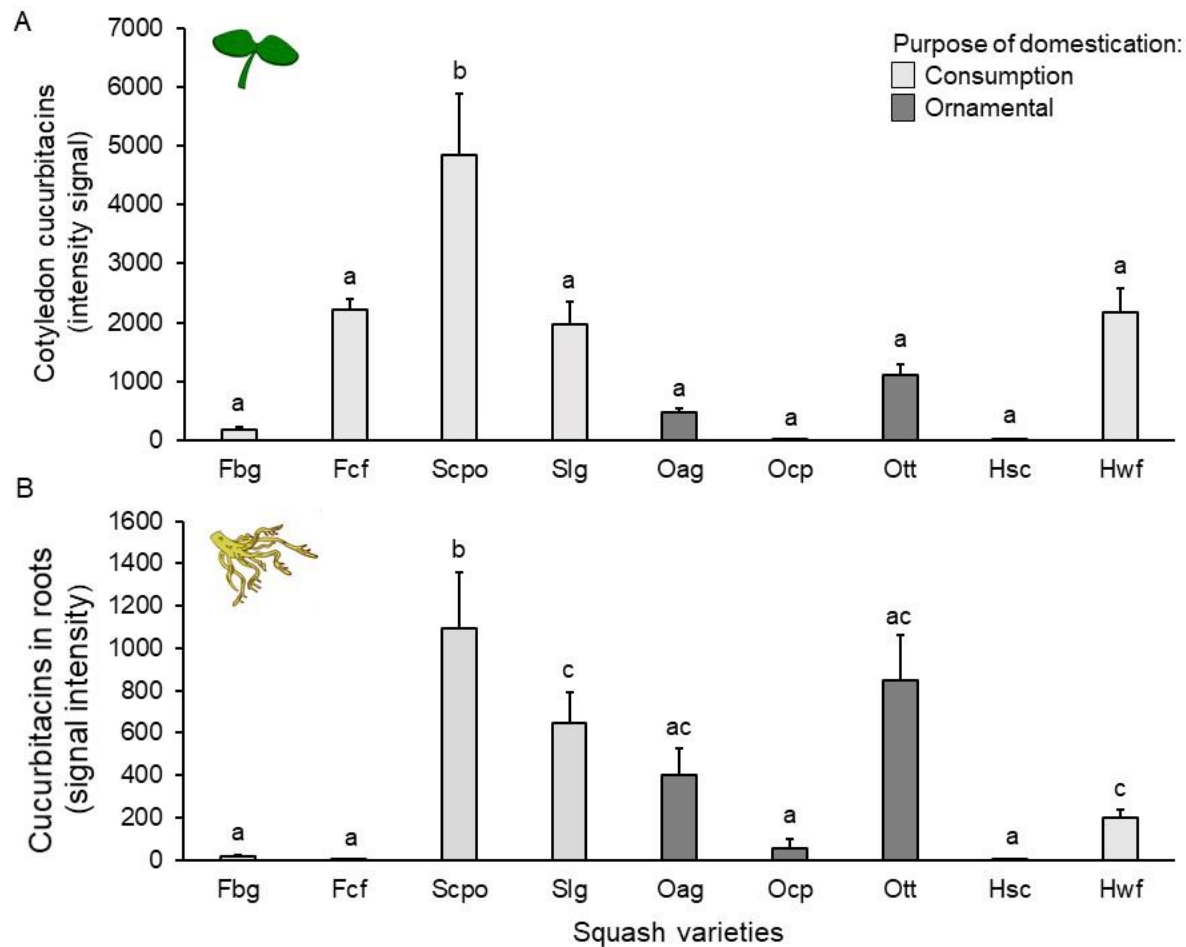 A
7000
6000
5000
4000
3000
2000
1000
0
Cotyledon cucurbitacins
(intensity signal)
Purpose of domestication:
Consumption
Ornamental
a
a
b
a
a
a
a
a
a
Fbg Fcf Scpo Slg Oag Ocp Ott Hsc Hwf
B
1600
1400
1200
1000
800
600
400
200
0
Cucurbitacins in roots
(signal intensity)
a
a
b
c
ac
a
ac
a
c
Fbg Fcf Scpo Slg Oag Ocp Ott Hsc Hwf
Squash varieties